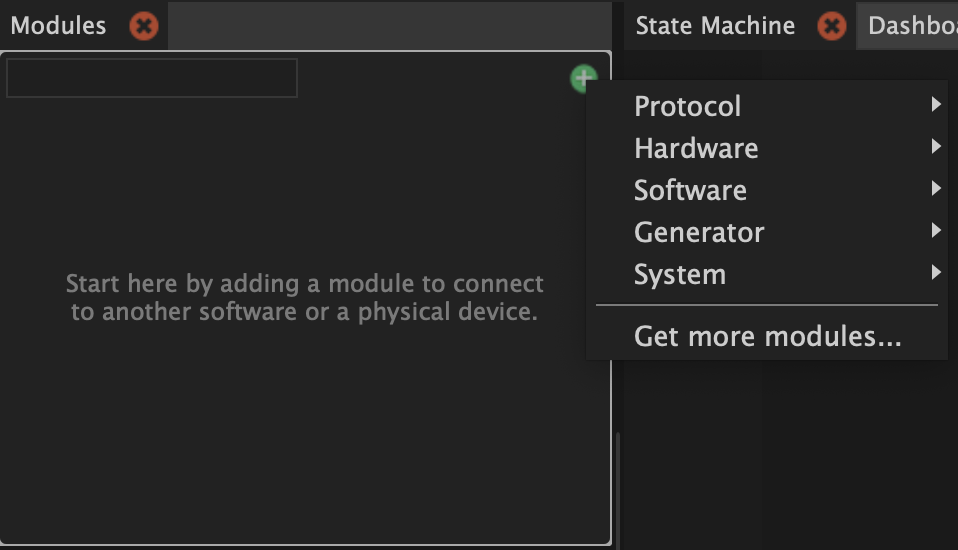 Modules
State Machine
Protocol
Hardware
Software
Generator
System
Get more modules...
Start here by adding a module to connect
to another software or a physical device.